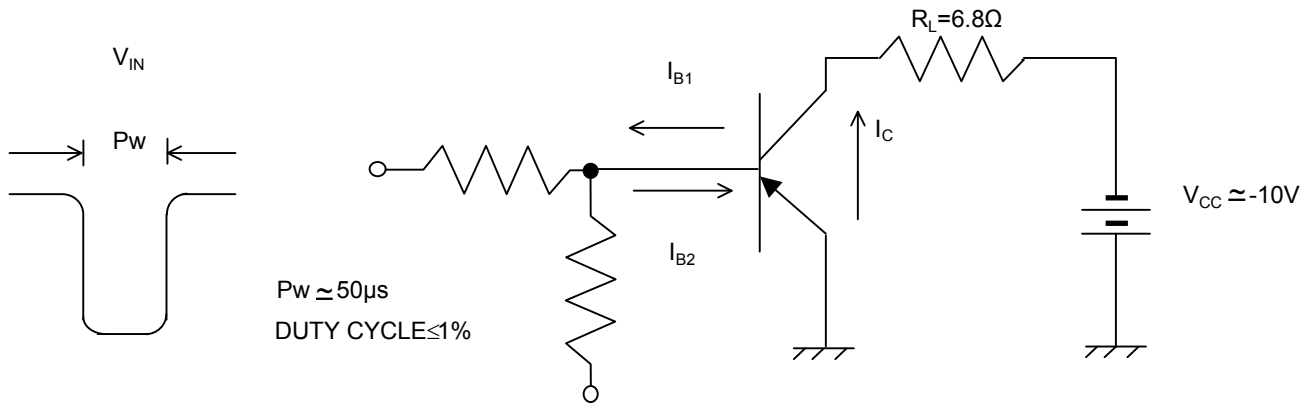 R_L=6.8Ω
V_IN
I_B1
Pw
I_C
V_CC ≃ -10V
I_B2
Pw ≃ 50µs
DUTY CYCLE≤1%